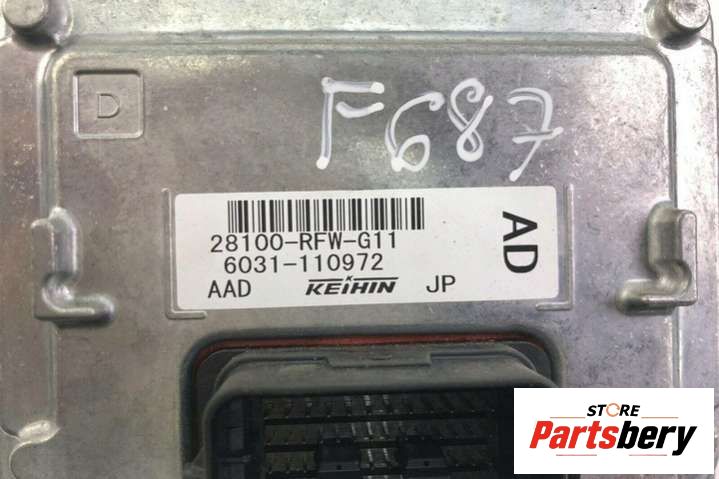 D
F687
28100-RFW-G11
6031-110972
AAD KEIHIN JP
AD
STORE
Partsbery